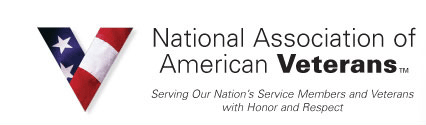 National Association of
American Veterans™
Serving Our Nation's Service Members and Veterans
with Honor and Respect